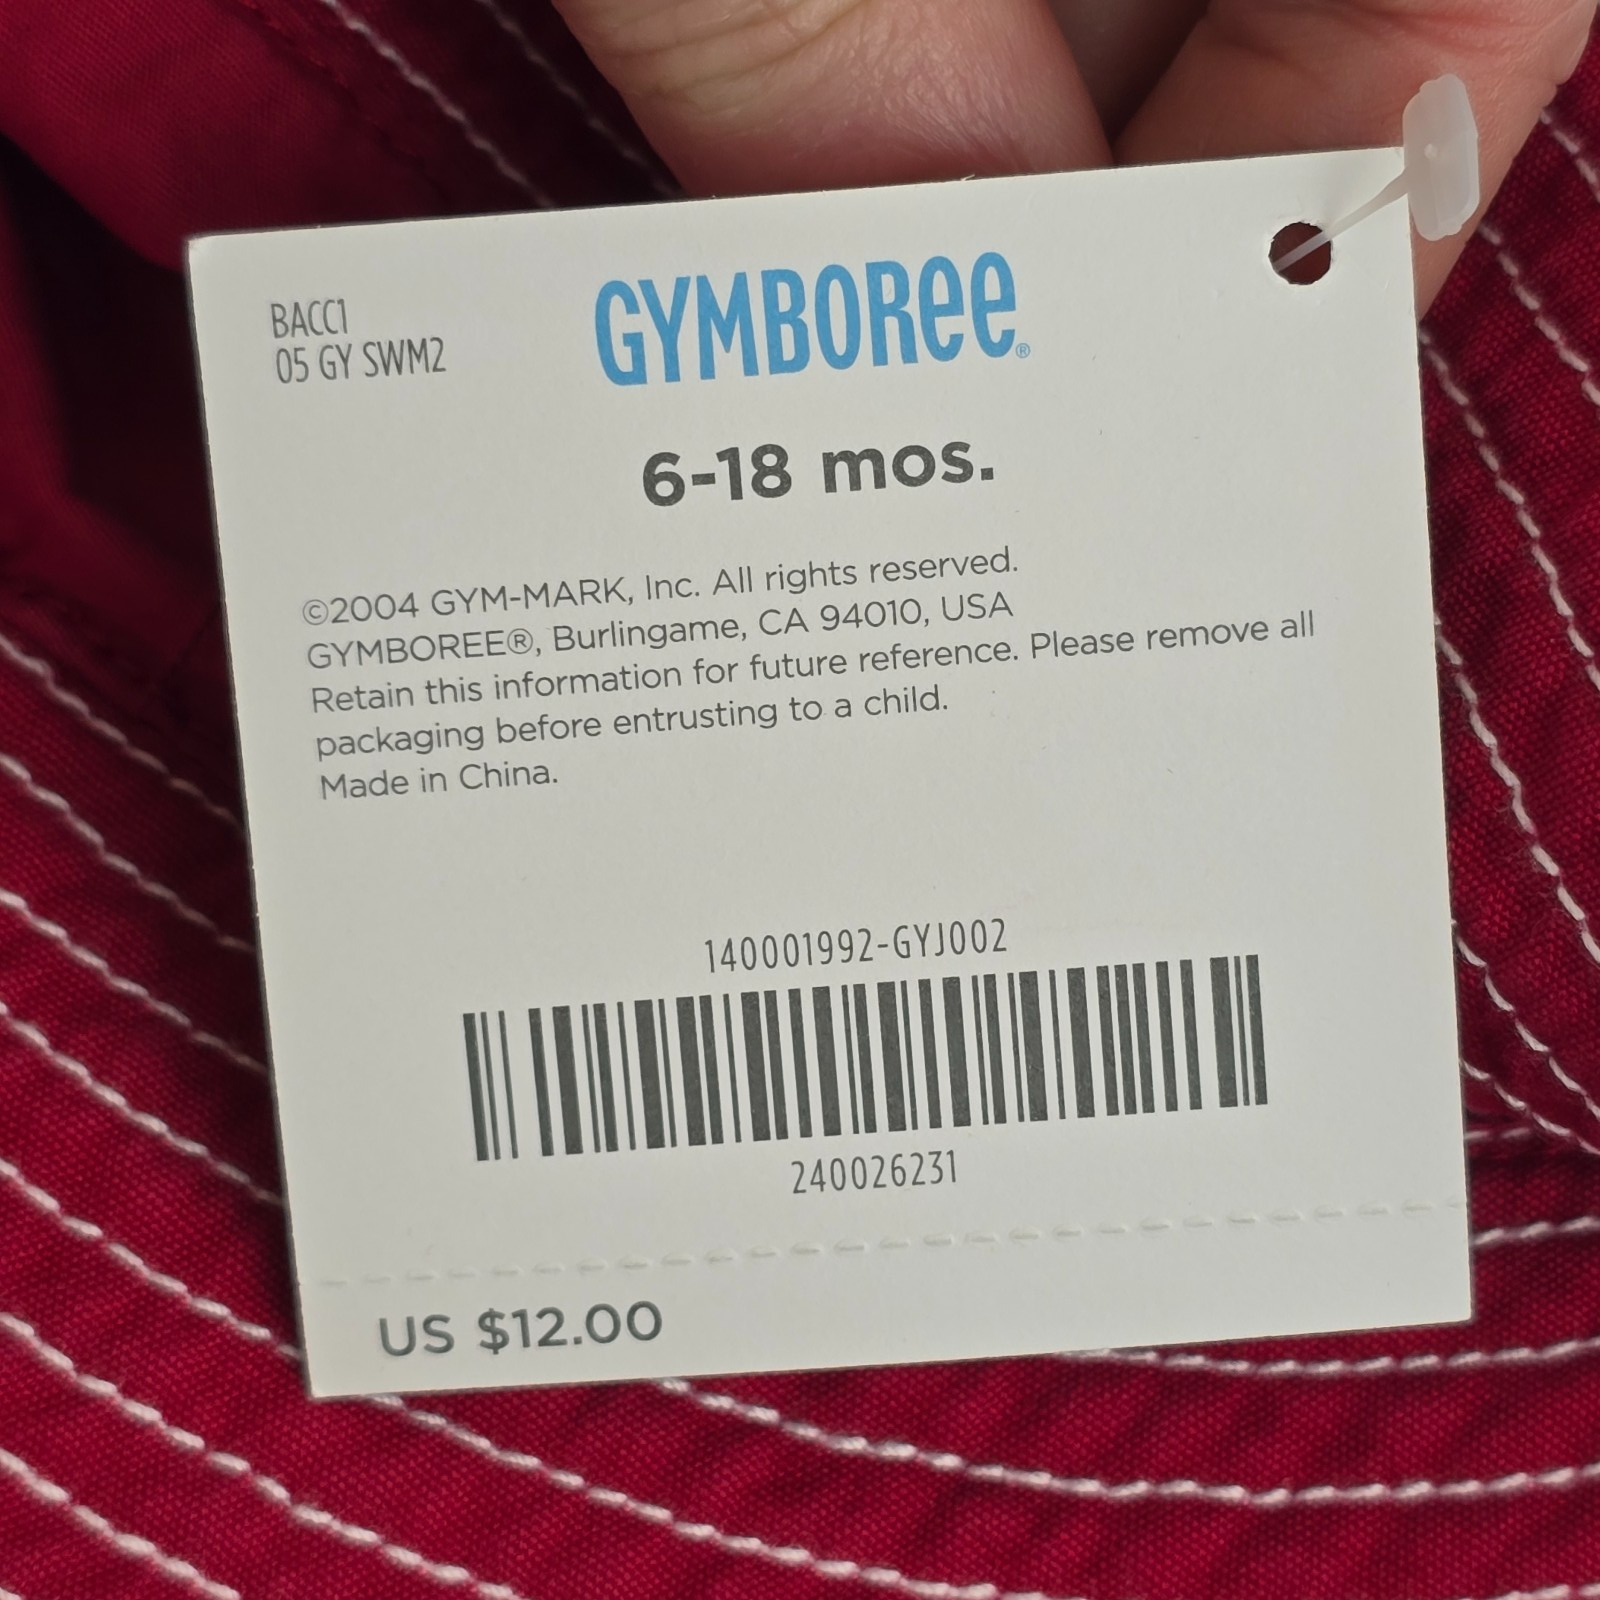 BACC1
05 GY SWM2
GYMBOREE®
6-18 mos.
©2004 GYM-MARK, Inc. All rights reserved.
GYMBOREE®, Burlingame, CA 94010, USA
Retain this information for future reference. Please remove all
packaging before entrusting to a child.
Made in China.
140001992-GYJ002
240026231
US $12.00